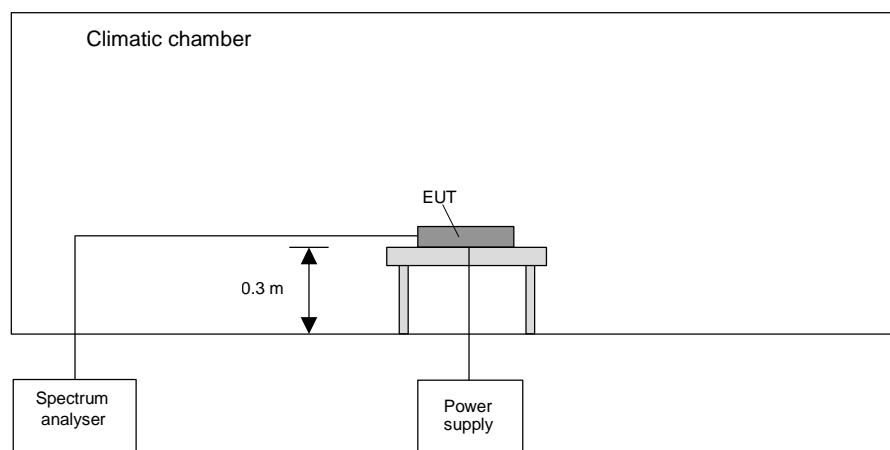 Climatic chamber
EUT
0.3 m
Spectrum
analyser
Power
supply